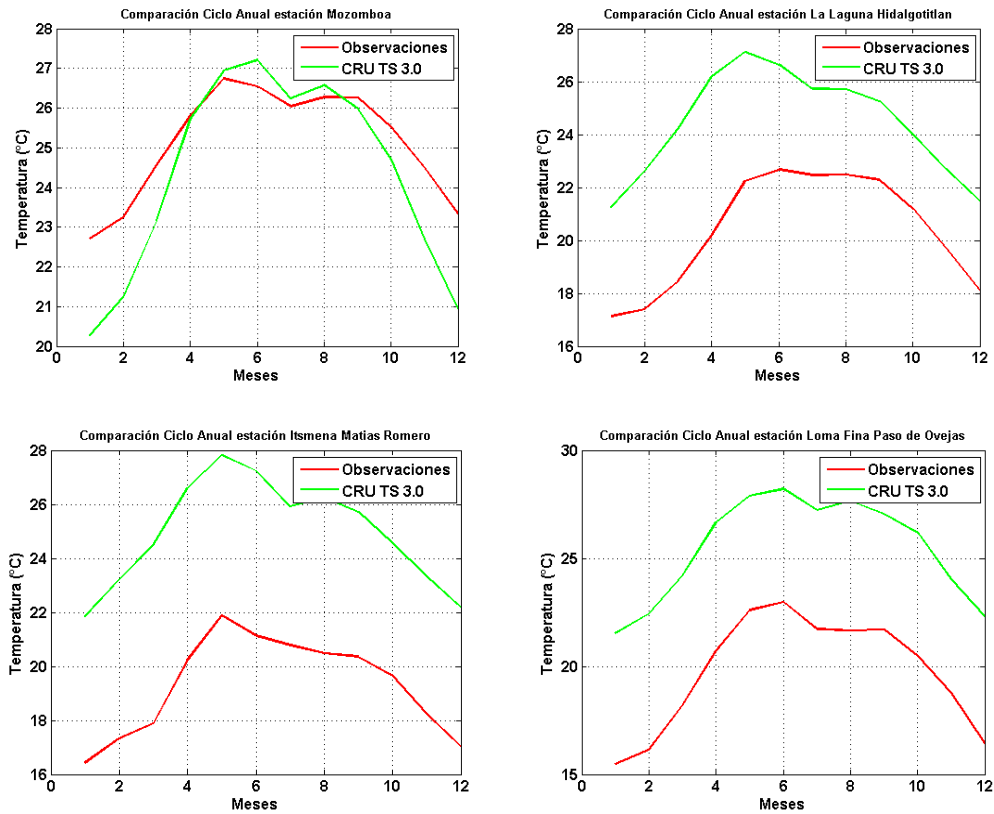 Comparación Ciclo Anual estación Mozomboa
Observaciones
CRU TS 3.0
Temperatura (°C)
28
27
26
25
24
23
22
21
20
0 2 4 6 8 10 12
Meses
Comparación Ciclo Anual estación La Laguna Hidalgotitlan
Observaciones
CRU TS 3.0
Temperatura (°C)
28
26
24
22
20
18
16
0 2 4 6 8 10 12
Meses
Comparación Ciclo Anual estación Itsmena Matias Romero
Observaciones
CRU TS 3.0
Temperatura (°C)
28
26
24
22
20
18
16
0 2 4 6 8 10 12
Meses
Comparación Ciclo Anual estación Loma Fina Paso de Ovejas
Observaciones
CRU TS 3.0
Temperatura (°C)
30
25
20
15
0 2 4 6 8 10 12
Meses